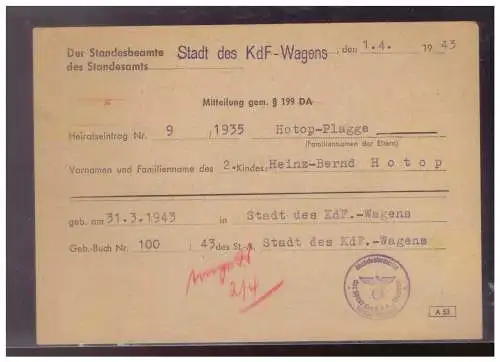 Der Standesbeamte Stadt des KdF-Wagens, den 1.4. 1943
des Standesamts
Mitteilung gem. § 199 DA
Heiratseintrag Nr. 9 / 1935 Hotop-Plagge
(Familiennamen der Eltern)
Vornamen und Familienname des 2. Kindes: Heinz-Bernd Hotop
geb. am 31.3.1943 in Stadt des KdF.-Wagens
Geb.-Buch Nr. 100 / 43 des St.-A. Stadt des KdF.-Wagens
2/4
A 53